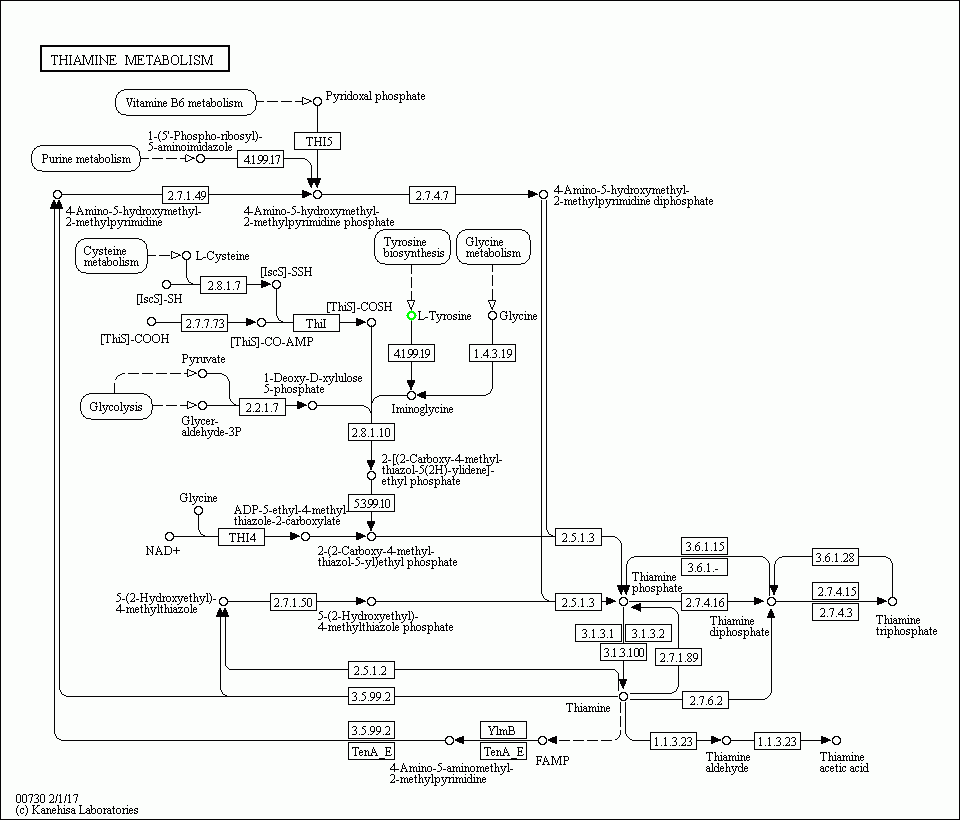 THIAMINE METABOLISM
Vitamine B6 metabolism
Pyridoxal phosphate
1-(5'-Phospho-ribosyl)-
5-aminoimidazole
THI5
Purine metabolism
4.1.99.17
2.7.1.49
2.7.4.7
4-Amino-5-hydroxymethyl-
2-methylpyrimidine diphosphate
4-Amino-5-hydroxymethyl-
2-methylpyrimidine
4-Amino-5-hydroxymethyl-
2-methylpyrimidine phosphate
Cysteine
metabolism
L-Cysteine
Tyrosine
biosynthesis
Glycine
metabolism
[IscS]-SSH
2.8.1.7
[IscS]-SH
[ThiS]-COSH
L-Tyrosine
Glycine
2.7.7.73
ThiI
[ThiS]-COOH
[ThiS]-CO-AMP
4.1.99.19
1.4.3.19
Pyruvate
1-Deoxy-D-xylulose
5-phosphate
Glycolysis
2.2.1.7
Iminoglycine
Glycer-
aldehyde-3P
2.8.1.10
2-[(2-Carboxy-4-methyl-
thiazol-5(2H)-ylidene]-
ethyl phosphate
Glycine
5.3.99.10
ADP-5-ethyl-4-methyl-
thiazole-2-carboxylate
THI4
NAD+
2-(2-Carboxy-4-methyl-
thiazol-5-yl)ethyl phosphate
2.5.1.3
3.6.1.15
3.6.1.-
3.6.1.28
Thiamine
phosphate
5-(2-Hydroxyethyl)-
4-methylthiazole
2.7.1.50
5-(2-Hydroxyethyl)-
4-methylthiazole phosphate
2.5.1.3
2.7.4.16
2.7.4.15
2.7.4.3
Thiamine
diphosphate
Thiamine
triphosphate
3.1.3.1
3.1.3.2
3.1.3.100
2.7.1.89
2.5.1.2
3.5.99.2
Thiamine
2.7.6.2
3.5.99.2
TenA_E
YlmB
TenA_E
FAMP
4-Amino-5-aminomethyl-
2-methylpyrimidine
1.1.3.23
Thiamine
aldehyde
1.1.3.23
Thiamine
acetic acid
00730 2/1/17
(c) Kanehisa Laboratories